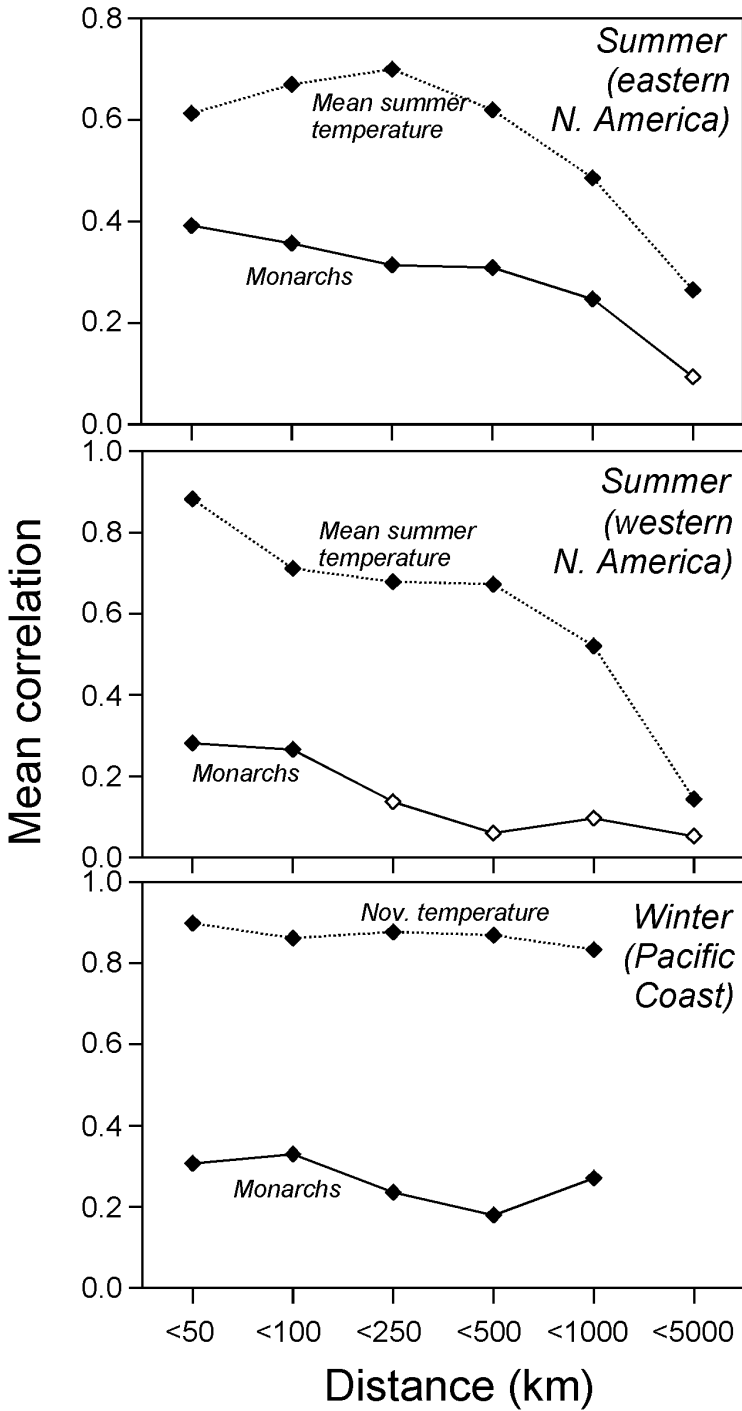 Mean correlation
0.8
0.6
0.4
0.2
0.0
Summer
(eastern
N. America)
Mean summer
temperature
Monarchs
1.0
0.8
0.6
0.4
0.2
0.0
Summer
(western
N. America)
Mean summer
temperature
Monarchs
1.0
0.8
0.6
0.4
0.2
0.0
Nov. temperature
Winter
(Pacific
Coast)
Monarchs
<50 <100 <250 <500 <1000 <5000
Distance (km)